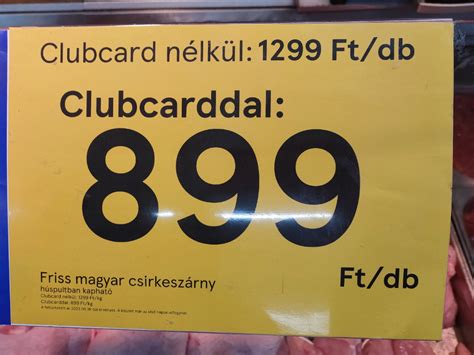 Clubcard nélkül: 1299 Ft/db
Clubcarddal:
899
Ft/db
Friss magyar csirkeszárny
húspultban kapható
Clubcard nélkül: 1299 Ft/kg
Clubcarddal: 899 Ft/kg